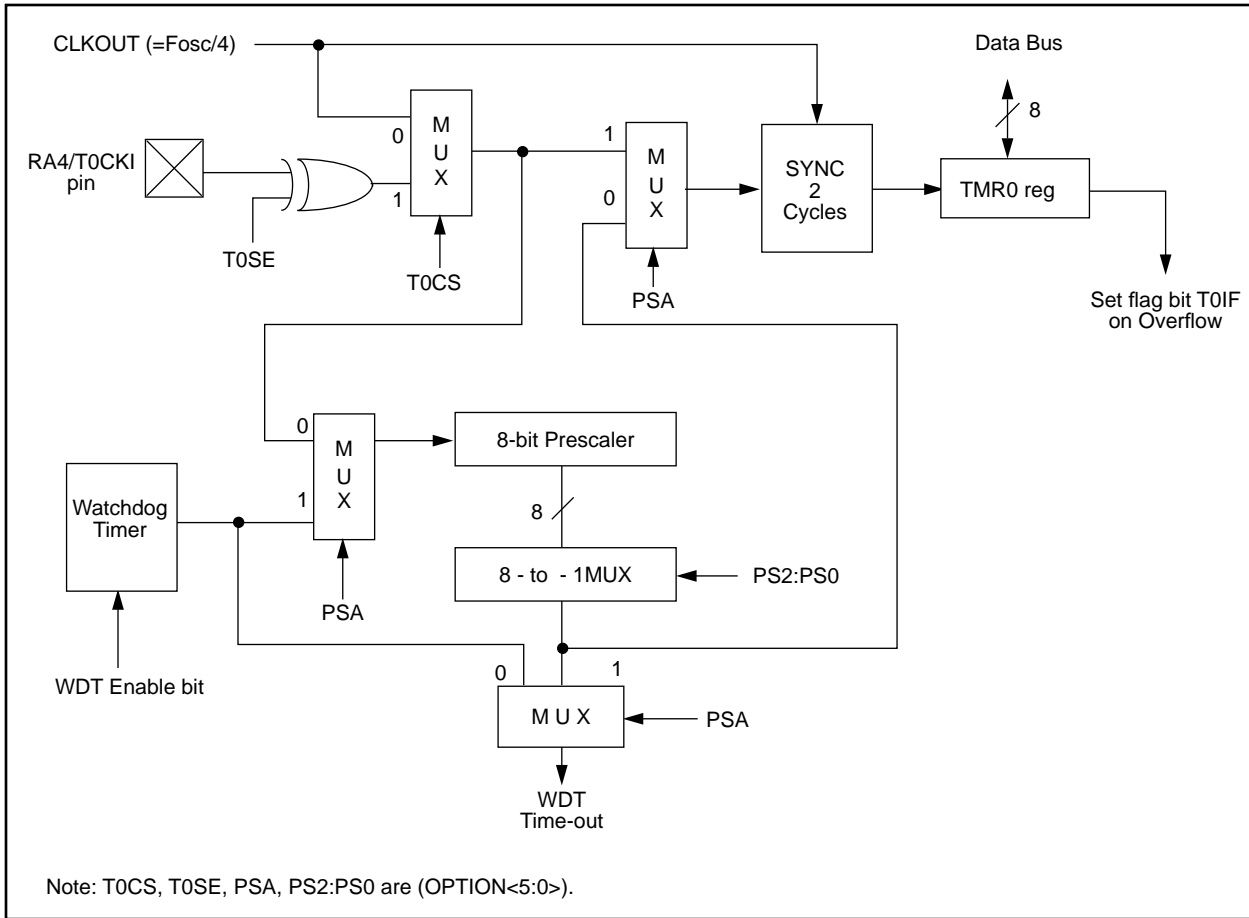 CLKOUT (=Fosc/4)
Data Bus
8
RA4/T0CKI
pin
T0SE
0
1
M
U
X
T0CS
1
0
M
U
X
PSA
SYNC
2
Cycles
TMR0 reg
Set flag bit T0IF
on Overflow
Watchdog
Timer
WDT Enable bit
0
1
M
U
X
PSA
8-bit Prescaler
8
8 - to - 1MUX
PS2:PS0
0
1
M U X
PSA
WDT
Time-out
Note: T0CS, T0SE, PSA, PS2:PS0 are (OPTION<5:0>).